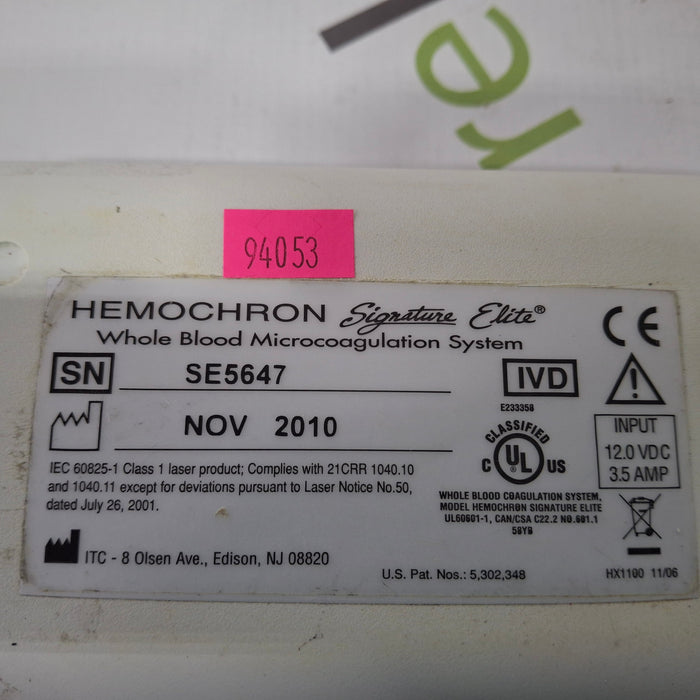 er
94053
HEMOCHRON Signature Elite®
Whole Blood Microcoagulation System
CE
SN SE5647
IVD
NOV 2010
E233358
CLASSIFIED
C UL US
INPUT
12.0 VDC
3.5 AMP
IEC 60825-1 Class 1 laser product; Complies with 21CRR 1040.10
and 1040.11 except for deviations pursuant to Laser Notice No.50,
dated July 26, 2001.
WHOLE BLOOD COAGULATION SYSTEM,
MODEL HEMOCHRON SIGNATURE ELITE
UL60601-1, CAN/CSA C22.2 NO.601.1
58Y8
ITC - 8 Olsen Ave., Edison, NJ 08820
U.S. Pat. Nos.: 5,302,348
HX1100 11/06